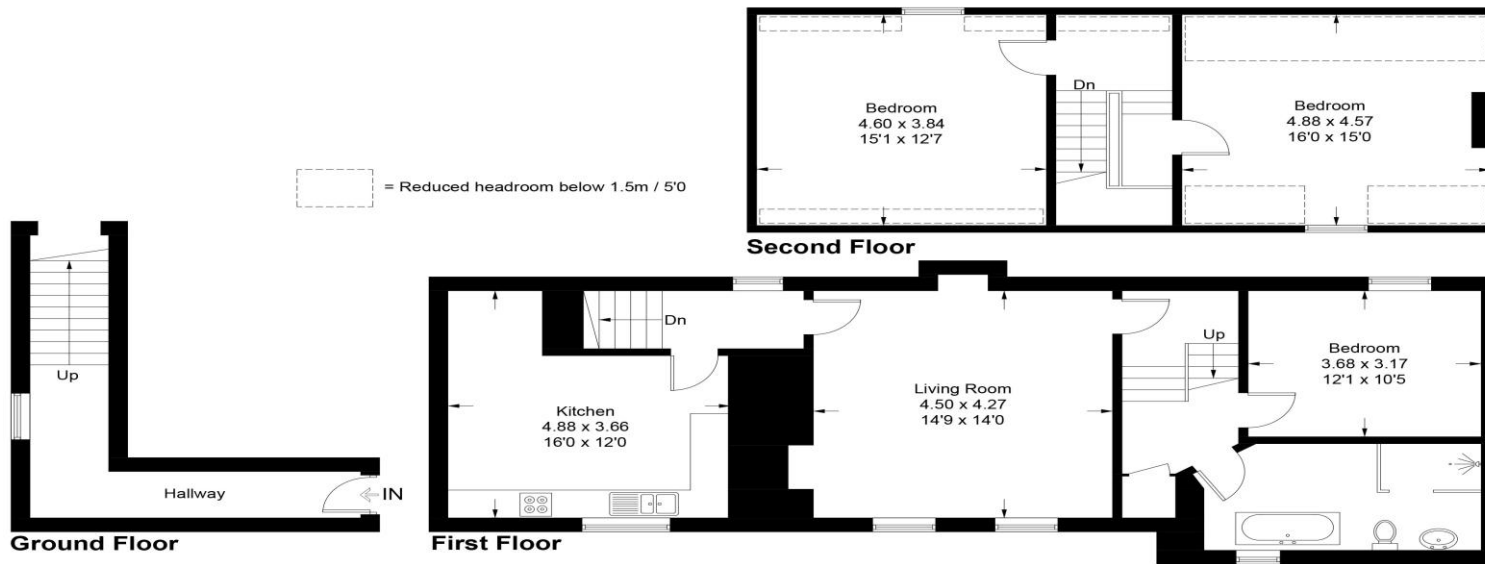 Bedroom
4.60 x 3.84
15'1 x 12'7
Dn
Bedroom
4.88 x 4.57
16'0 x 15'0
= Reduced headroom below 1.5m / 5'0
Second Floor
Up
Hallway
IN
Ground Floor
Kitchen
4.88 x 3.66
16'0 x 12'0
Dn
Living Room
4.50 x 4.27
14'9 x 14'0
Up
Bedroom
3.68 x 3.17
12'1 x 10'5
First Floor